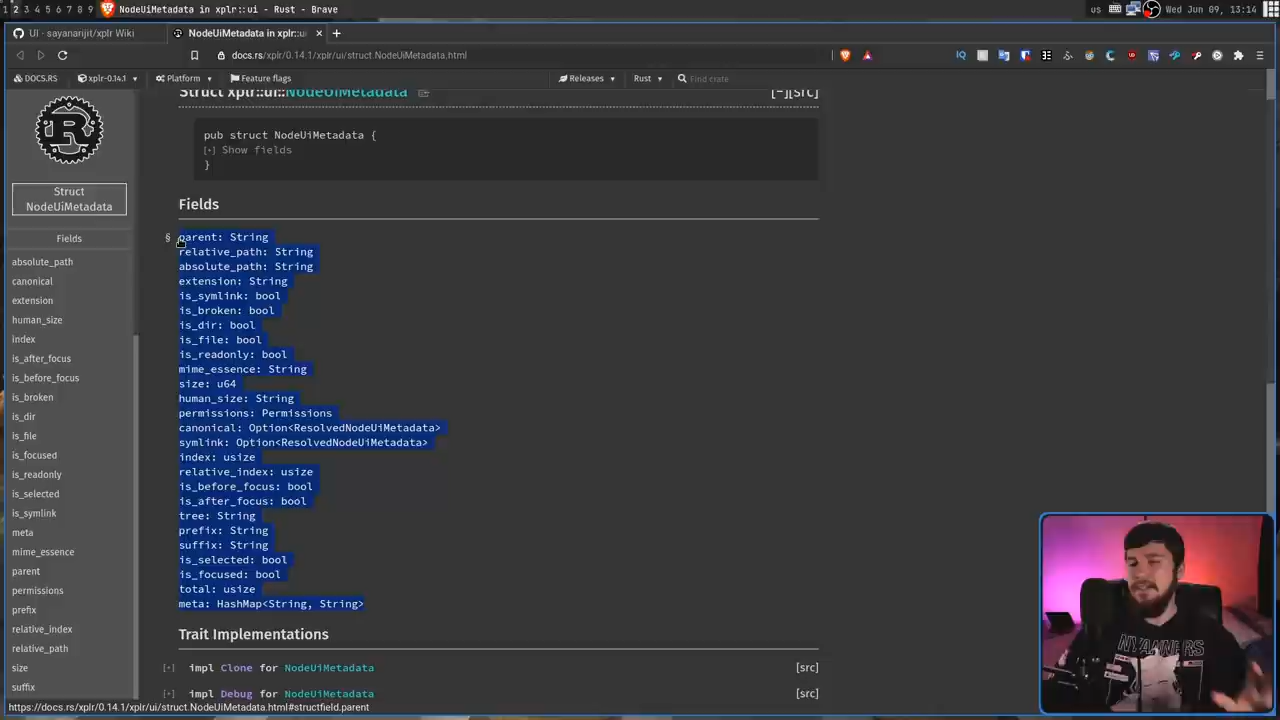 1 2 3 4 5 6 7 8 9 NodeUiMetadata in xplr::ui - Rust - Brave us Wed Jun 09, 13:14
UI · sayanarijit/xplr Wiki NodeUiMetadata in xplr::u
docs.rs/xplr/0.14.1/xplr/ui/struct.NodeUiMetadata.html
DOCS.RS xplr-0.14.1 Platform Feature flags Releases Rust Find crate
Struct xplr::ui::NodeUiMetadata [−][src]
pub struct NodeUiMetadata {
[+] Show fields
}
Struct
NodeUiMetadata
Fields
absolute_path
canonical
extension
human_size
index
is_after_focus
is_before_focus
is_broken
is_dir
is_file
is_focused
is_readonly
is_selected
is_symlink
meta
mime_essence
parent
permissions
prefix
relative_index
relative_path
size
suffix
Fields
§ parent: String
relative_path: String
absolute_path: String
extension: String
is_symlink: bool
is_broken: bool
is_dir: bool
is_file: bool
is_readonly: bool
mime_essence: String
size: u64
human_size: String
permissions: Permissions
canonical: Option<ResolvedNodeUiMetadata>
symlink: Option<ResolvedNodeUiMetadata>
index: usize
relative_index: usize
is_before_focus: bool
is_after_focus: bool
tree: String
prefix: String
suffix: String
is_selected: bool
is_focused: bool
total: usize
meta: HashMap<String, String>
Trait Implementations
[+] impl Clone for NodeUiMetadata [src]
[+] impl Debug for NodeUiMetadata [src]
https://docs.rs/xplr/0.14.1/xplr/ui/struct.NodeUiMetadata.html#structfield.parent